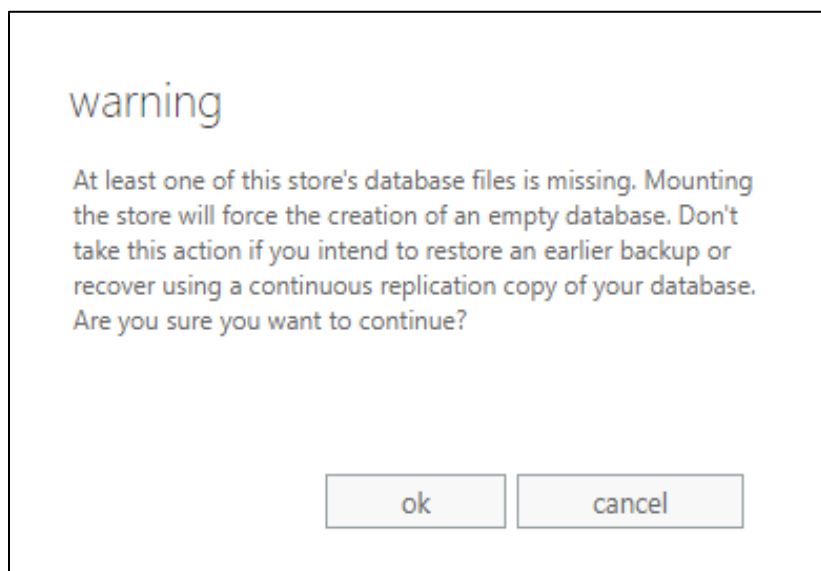 warning
At least one of this store's database files is missing. Mounting
the store will force the creation of an empty database. Don't
take this action if you intend to restore an earlier backup or
recover using a continuous replication copy of your database.
Are you sure you want to continue?
ok
cancel